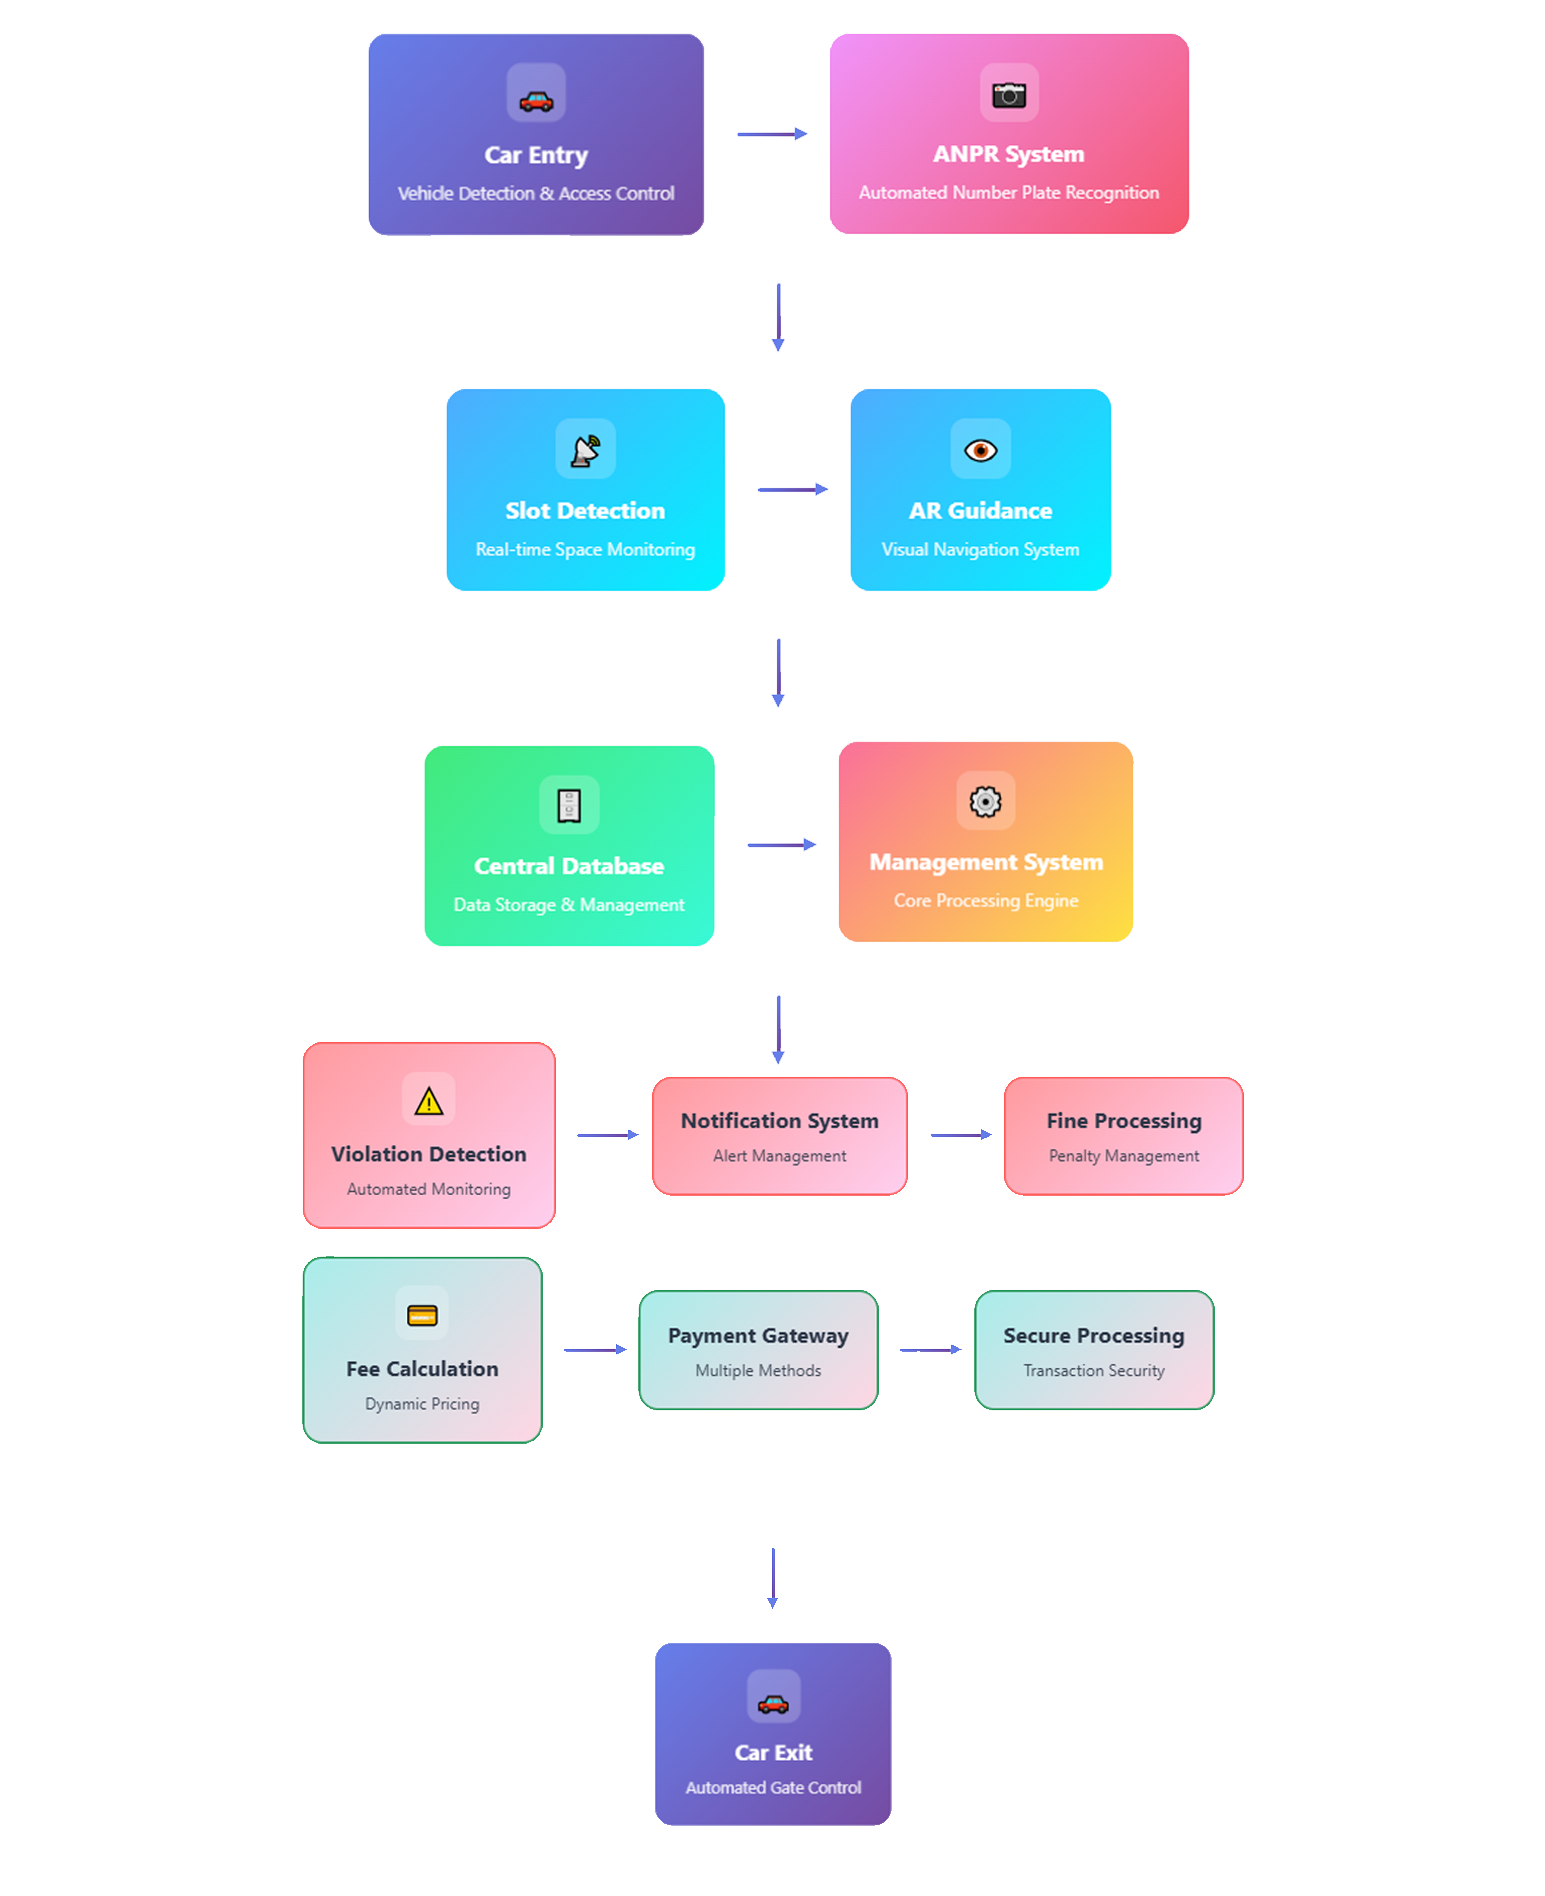 Car Entry
Vehicle Detection & Access Control
ANPR System
Automated Number Plate Recognition
Slot Detection
Real-time Space Monitoring
AR Guidance
Visual Navigation System
Central Database
Data Storage & Management
Management System
Core Processing Engine
Violation Detection
Automated Monitoring
Notification System
Alert Management
Fine Processing
Penalty Management
Fee Calculation
Dynamic Pricing
Payment Gateway
Multiple Methods
Secure Processing
Transaction Security
Car Exit
Automated Gate Control